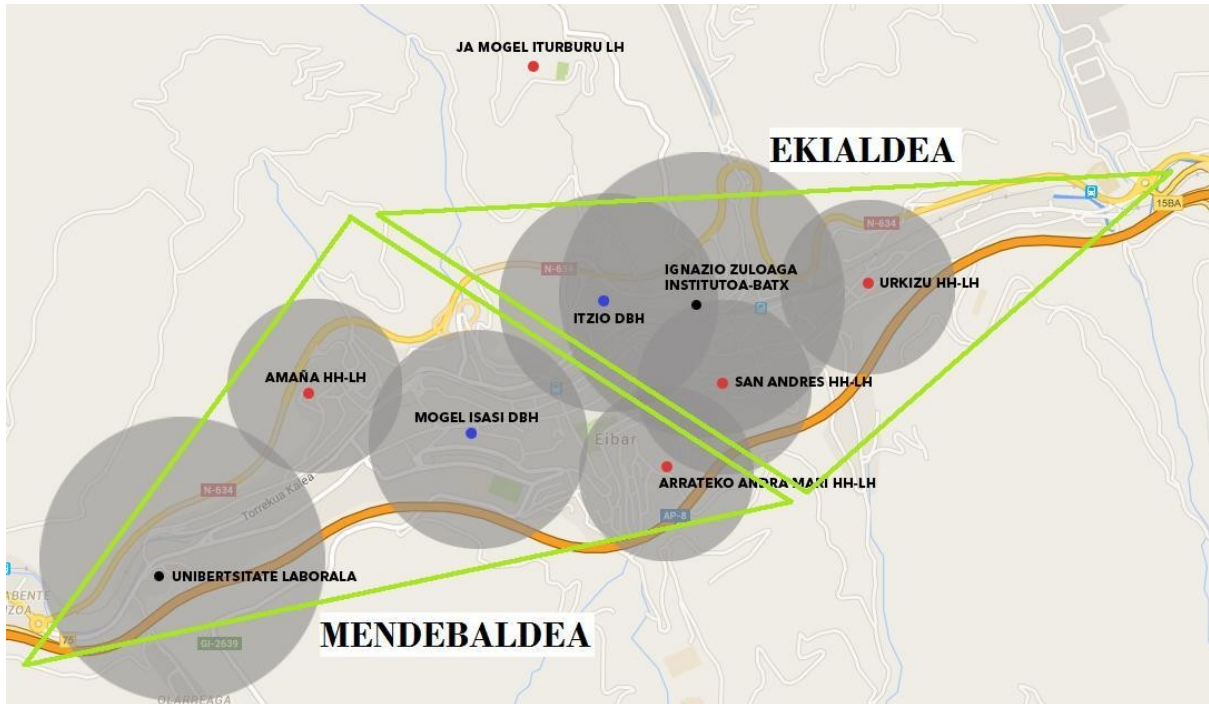 JA MOGEL ITURBURU LH
EKIALDEA
15BA
N-634
IGNAZIO ZULOAGA
INSTITUTOA-BATX
URKIZU HH-LH
ITZIO DBH
AMAÑA HH-LH
SAN ANDRES HH-LH
MOGEL ISASI DBH
Eibar
ARRATEKO ANDRA MARI HH-LH
N-634
Torrekua Kalea
AP-8
UNIBERTSITATE LABORALA
75
MENDEBALDEA
GI-2639
OLARREAGA